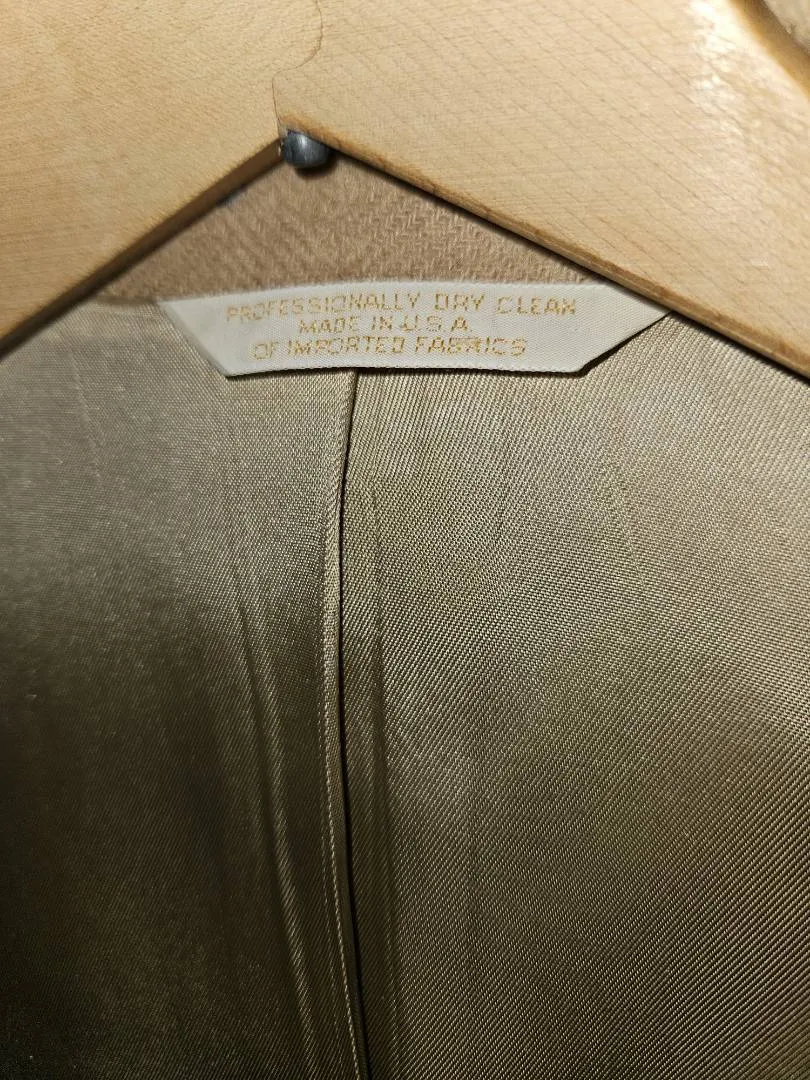 PROFESSIONALLY DRY CLEAN
MADE IN U.S.A.
OF IMPORTED FABRICS